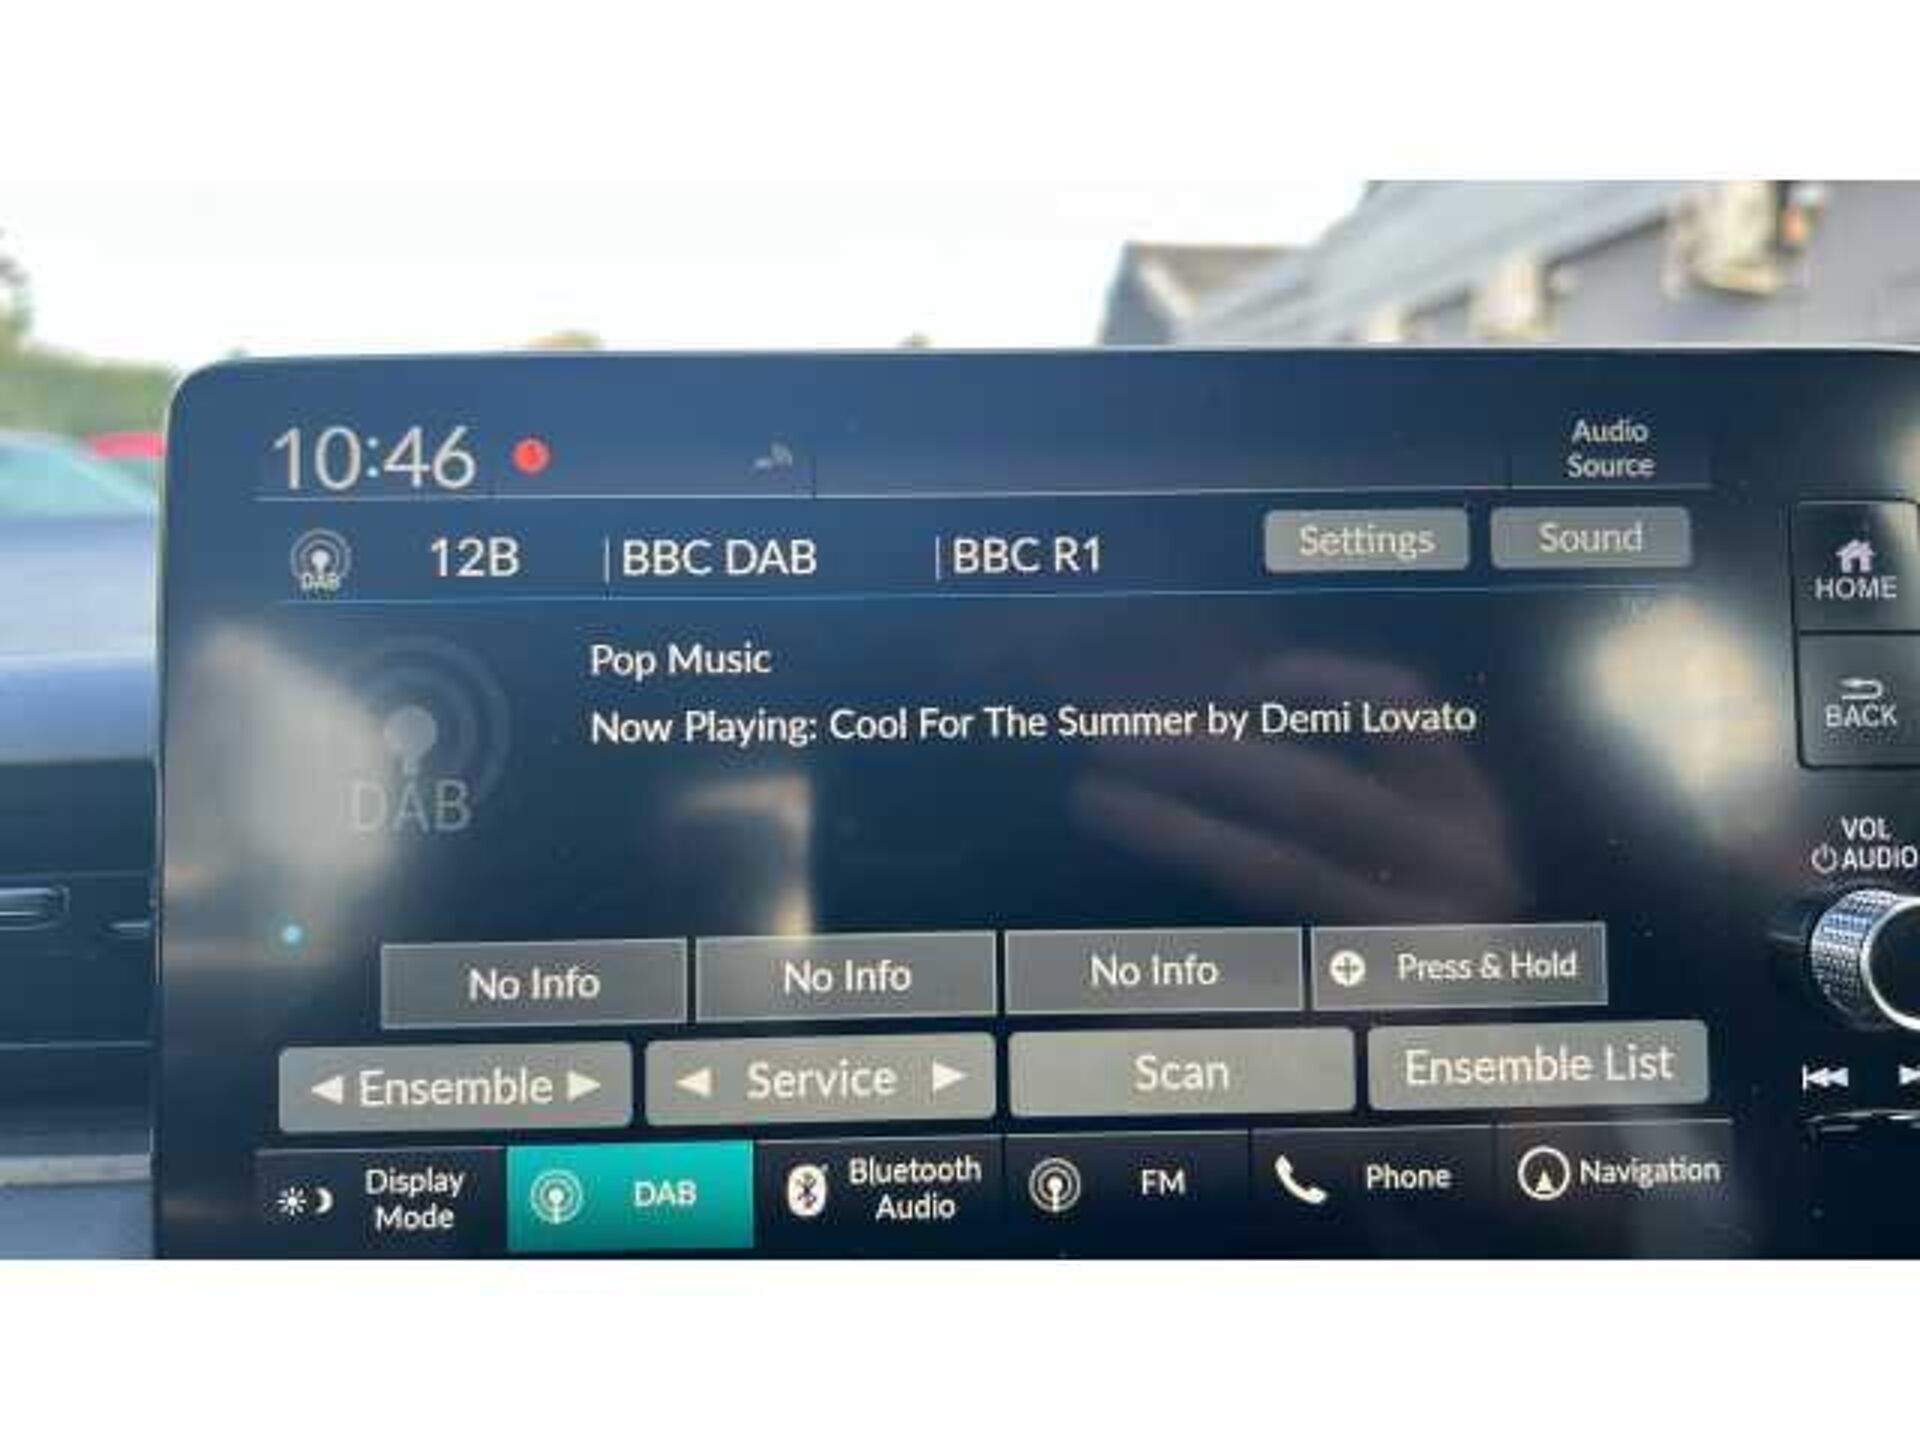 10:46
Audio
Source
DAB 12B BBC DAB BBC R1 Settings Sound
HOME
Pop Music
Now Playing: Cool For The Summer by Demi Lovato
BACK
DAB
VOL
AUDIO
No Info No Info No Info Press & Hold
Ensemble Service Scan Ensemble List
Display
Mode
DAB
Bluetooth
Audio
FM
Phone
Navigation